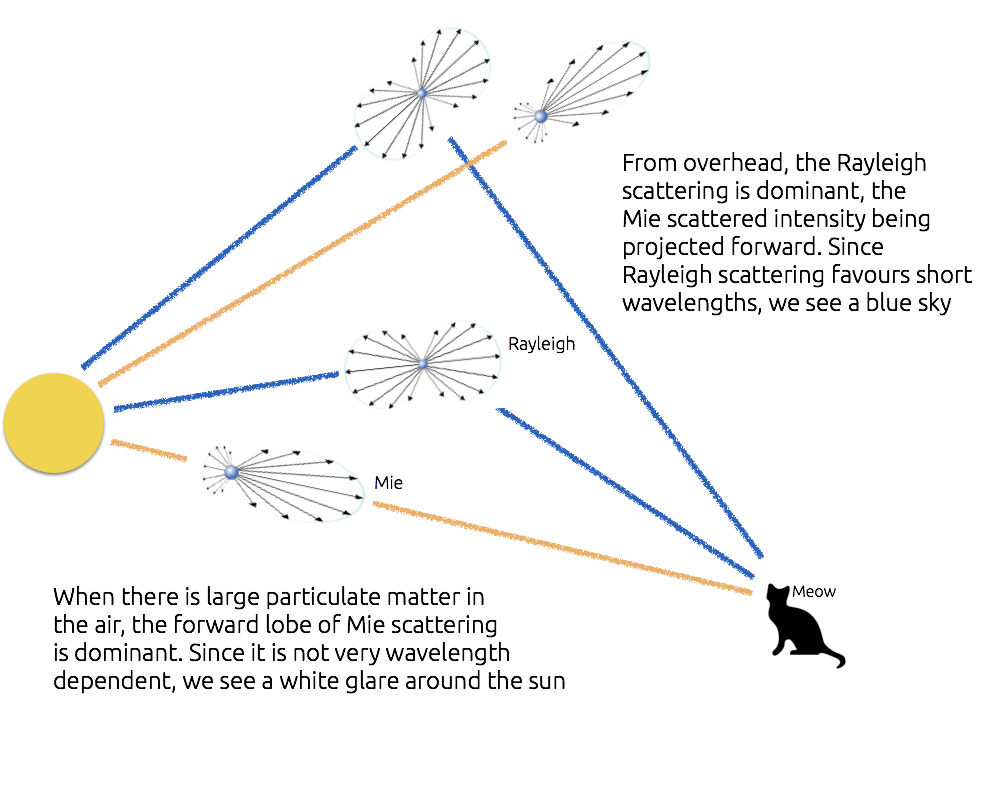 From overhead, the Rayleigh
scattering is dominant, the
Mie scattered intensity being
projected forward. Since
Rayleigh scattering favours short
wavelengths, we see a blue sky
Rayleigh
Mie
Meow
When there is large particulate matter in
the air, the forward lobe of Mie scattering
is dominant. Since it is not very wavelength
dependent, we see a white glare around the sun